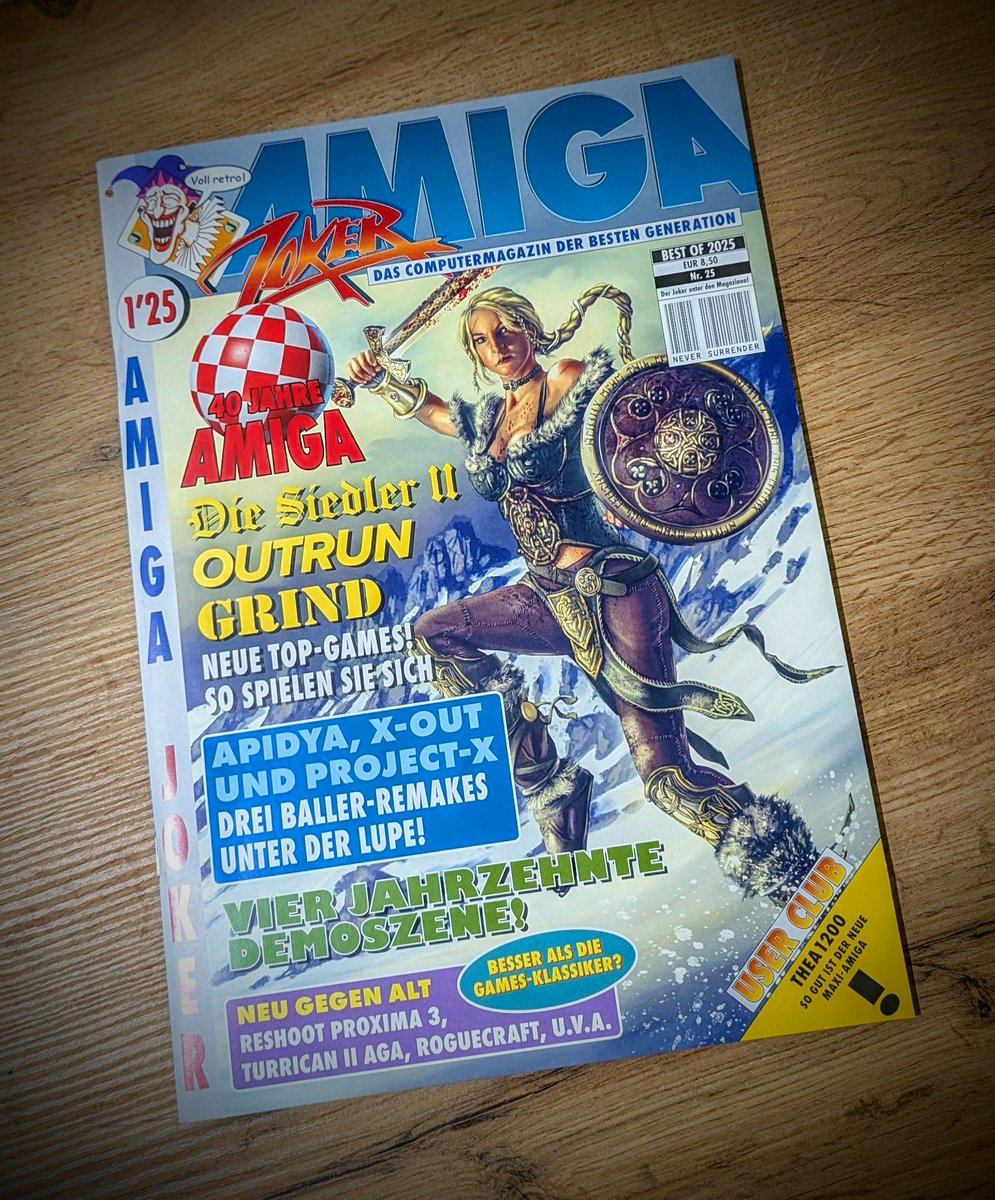 Voll retro!
AMIGA
JOKER
DAS COMPUTERMAGAZIN DER BESTEN GENERATION
BEST OF 2025
EUR 8,50
Nr. 25
Der Joker unter den Magazinen!
NEVER SURRENDER
1'25
AMIGA JOKER
40 JAHRE
AMIGA
Die Siedler II
OUTRUN
GRIND
NEUE TOP-GAMES!
SO SPIELEN SIE SICH
APIDYA, X-OUT
UND PROJECT-X
DREI BALLER-REMAKES
UNTER DER LUPE!
VIER JAHRZEHNTE
DEMOSZENE!
BESSER ALS DIE
GAMES-KLASSIKER?
NEU GEGEN ALT
RESHOOT PROXIMA 3,
TURRICAN II AGA, ROGUECRAFT, U.V.A.
USER CLUB
THEA1200
SO GUT IST DER NEUE
MAXI-AMIGA
!